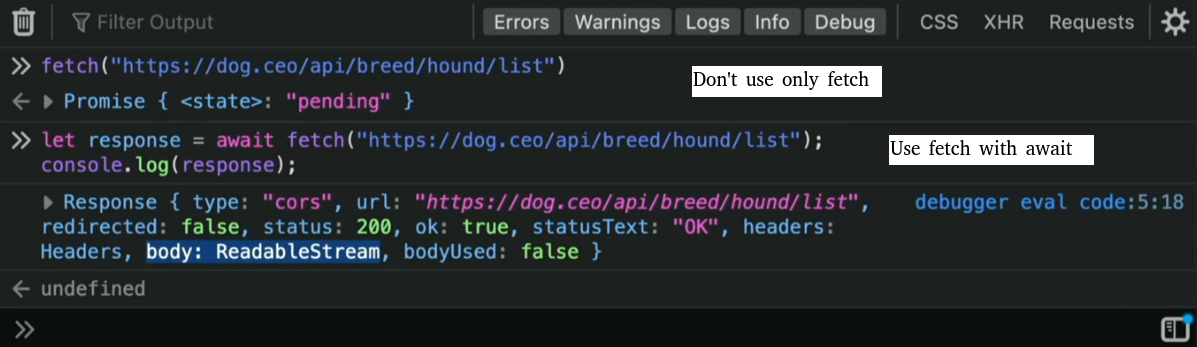 Filter Output Errors Warnings Logs Info Debug CSS XHR Requests
>> fetch("https://dog.ceo/api/breed/hound/list")
Don't use only fetch
← ▶ Promise { <state>: "pending" }
>> let response = await fetch("https://dog.ceo/api/breed/hound/list");
console.log(response);
Use fetch with await
▶ Response { type: "cors", url: "https://dog.ceo/api/breed/hound/list", debugger eval code:5:18
redirected: false, status: 200, ok: true, statusText: "OK", headers:
Headers, body: ReadableStream, bodyUsed: false }
← undefined
>>